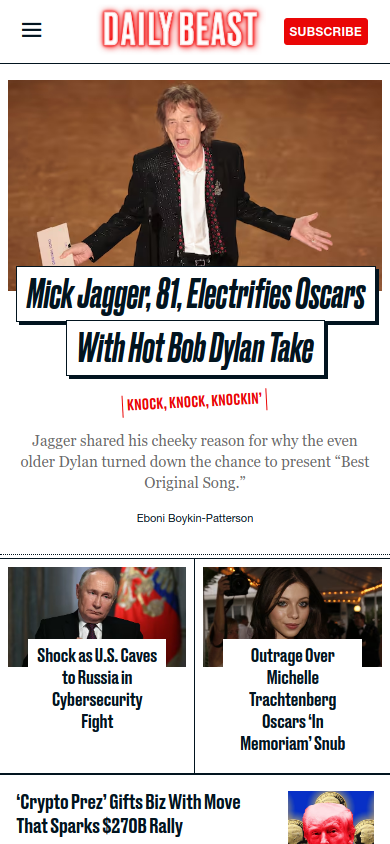 DAILY BEAST
SUBSCRIBE
Mick Jagger, 81, Electrifies Oscars
With Hot Bob Dylan Take
KNOCK, KNOCK, KNOCKIN’
Jagger shared his cheeky reason for why the even
older Dylan turned down the chance to present “Best
Original Song.”
Eboni Boykin-Patterson
Shock as U.S. Caves
to Russia in
Cybersecurity
Fight
Outrage Over
Michelle
Trachtenberg
Oscars ‘In
Memoriam’ Snub
‘Crypto Prez’ Gifts Biz With Move
That Sparks $270B Rally